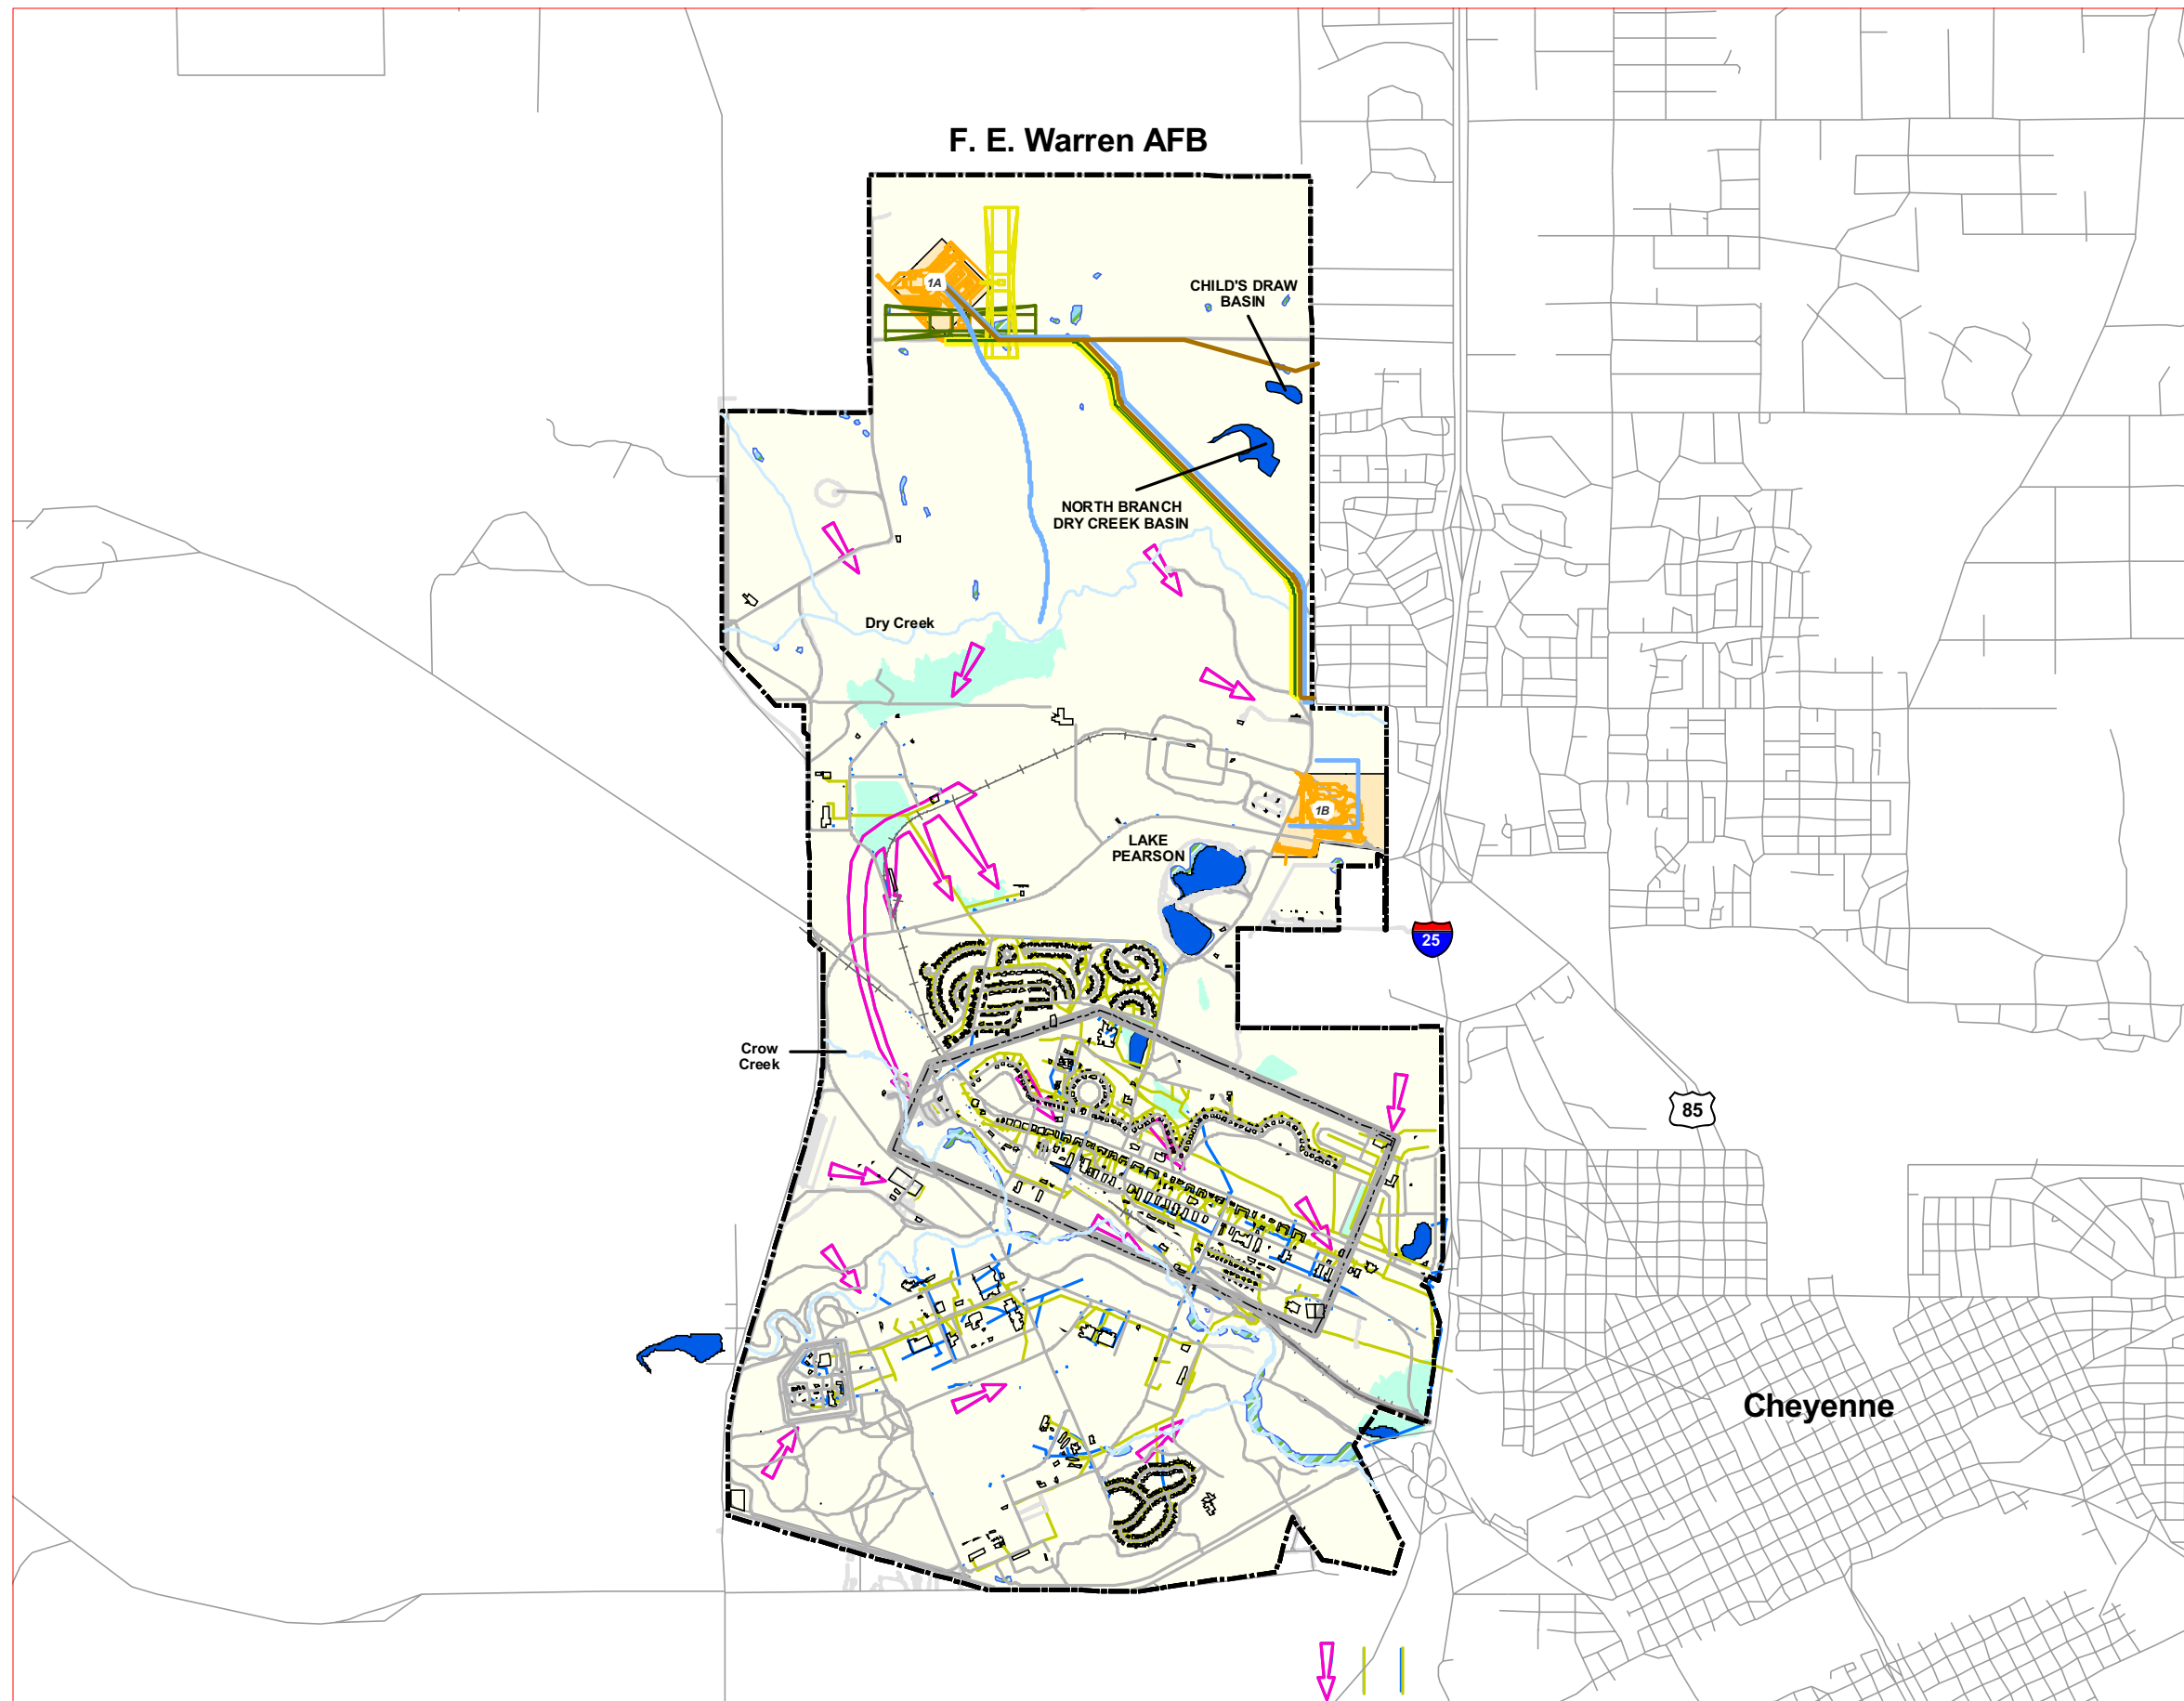 F. E. Warren AFB
1A
CHILD'S DRAW
BASIN
NORTH BRANCH
DRY CREEK BASIN
Dry Creek
1B
LAKE
PEARSON
25
Crow
Creek
85
Cheyenne